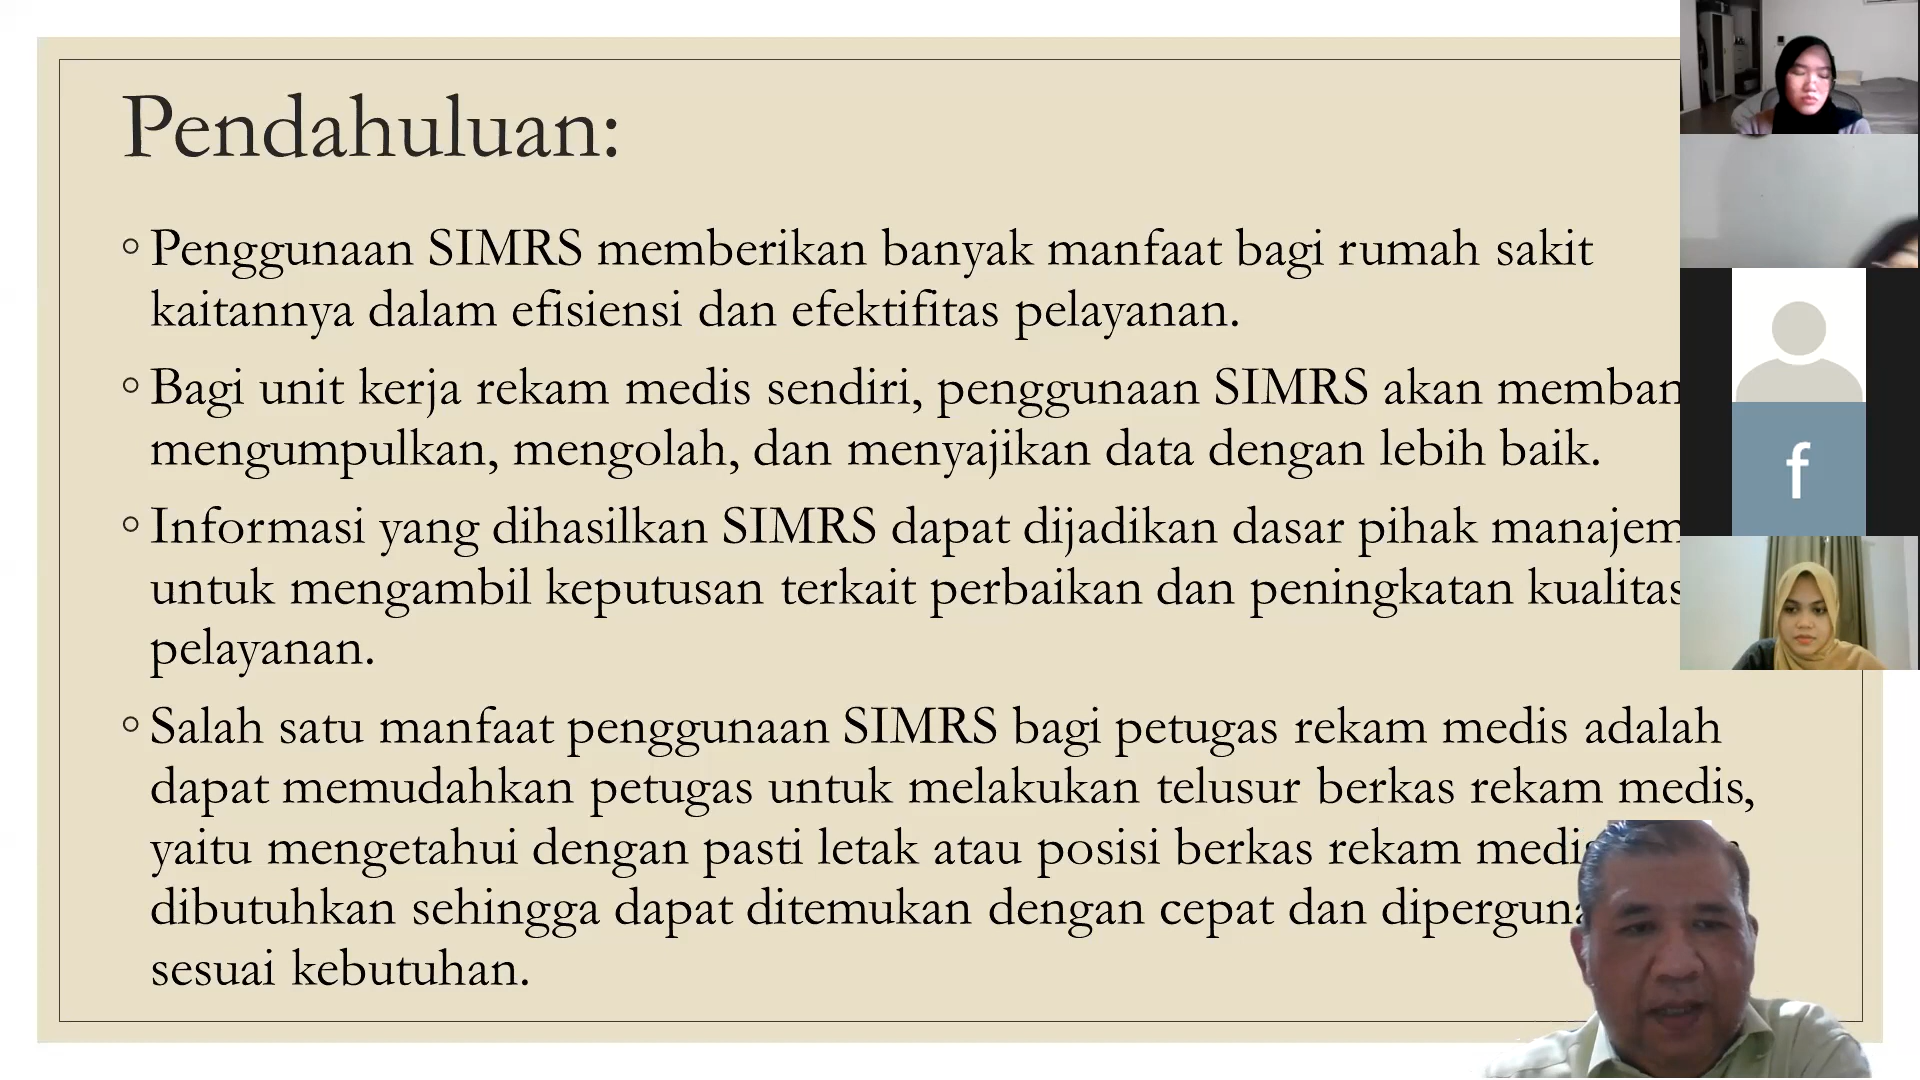 Pendahuluan:
Penggunaan SIMRS memberikan banyak manfaat bagi rumah sakit
kaitannya dalam efisiensi dan efektifitas pelayanan.
Bagi unit kerja rekam medis sendiri, penggunaan SIMRS akan
mengumpulkan, mengolah, dan menyajikan data dengan lebih baik.
Informasi yang dihasilkan SIMRS dapat dijadikan dasar pihak
untuk mengambil keputusan terkait perbaikan dan peningkatan kualitas
pelayanan.
Salah satu manfaat penggunaan SIMRS bagi petugas rekam medis adalah
dapat memudahkan petugas untuk melakukan telusur berkas rekam medis,
yaitu mengetahui dengan pasti letak atau posisi berkas rekam medis
dibutuhkan sehingga dapat ditemukan dengan cepat dan
sesuai kebutuhan.
f